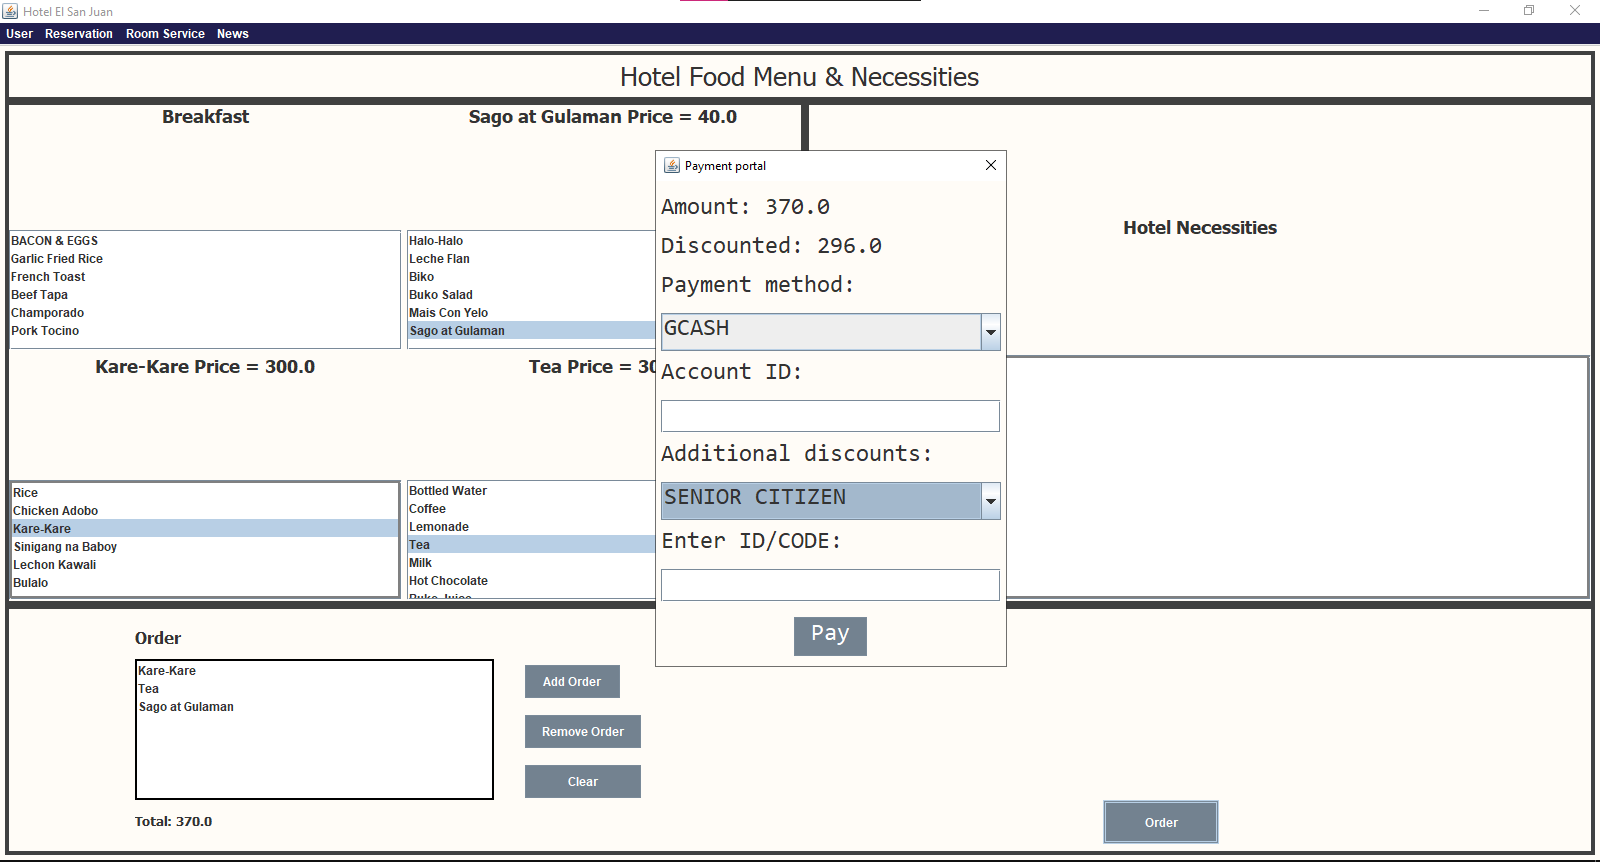 Hotel El San Juan
User Reservation Room Service News
Hotel Food Menu & Necessities
Breakfast
BACON & EGGS
Garlic Fried Rice
French Toast
Beef Tapa
Champorado
Pork Tocino
Sago at Gulaman Price = 40.0
Halo-Halo
Leche Flan
Biko
Buko Salad
Mais Con Yelo
Sago at Gulaman
Kare-Kare Price = 300.0
Rice
Chicken Adobo
Kare-Kare
Sinigang na Baboy
Lechon Kawali
Bulalo
Tea Price = 30
Bottled Water
Coffee
Lemonade
Tea
Milk
Hot Chocolate
Hotel Necessities
Payment portal
Amount: 370.0
Discounted: 296.0
Payment method:
GCASH
Account ID:
Additional discounts:
SENIOR CITIZEN
Enter ID/CODE:
Pay
Order
Kare-Kare
Tea
Sago at Gulaman
Total: 370.0
Add Order
Remove Order
Clear
Order